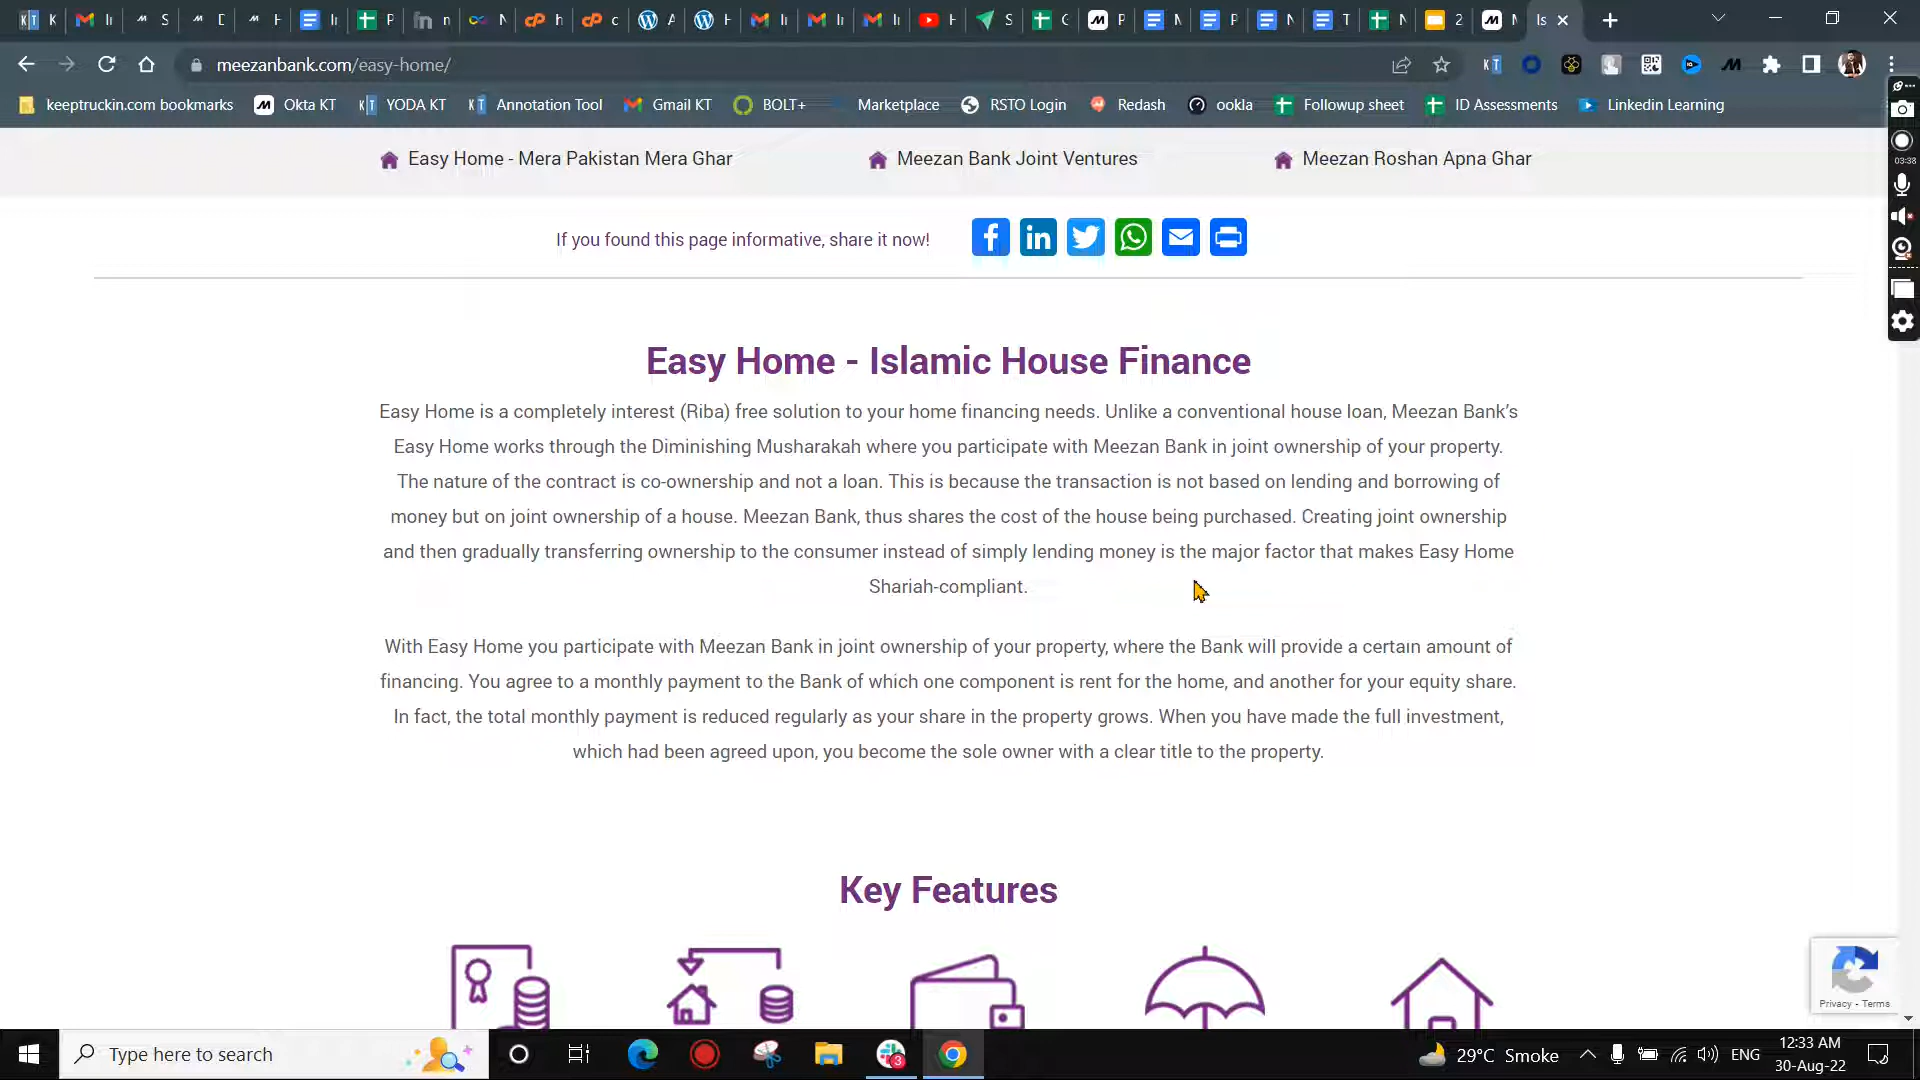 meezanbank.com/easy-home/
keeptruckin.com bookmarks Okta KT YODA KT Annotation Tool Gmail KT BOLT+ Marketplace RSTO Login Redash ookla Followup sheet ID Assessments Linkedin Learning
03:38
Easy Home - Mera Pakistan Mera Ghar Meezan Bank Joint Ventures Meezan Roshan Apna Ghar
If you found this page informative, share it now!
Easy Home - Islamic House Finance
Easy Home is a completely interest (Riba) free solution to your home financing needs. Unlike a conventional house loan, Meezan Bank’s
Easy Home works through the Diminishing Musharakah where you participate with Meezan Bank in joint ownership of your property.
The nature of the contract is co-ownership and not a loan. This is because the transaction is not based on lending and borrowing of
money but on joint ownership of a house. Meezan Bank, thus shares the cost of the house being purchased. Creating joint ownership
and then gradually transferring ownership to the consumer instead of simply lending money is the major factor that makes Easy Home
Shariah-compliant.
With Easy Home you participate with Meezan Bank in joint ownership of your property, where the Bank will provide a certain amount of
financing. You agree to a monthly payment to the Bank of which one component is rent for the home, and another for your equity share.
In fact, the total monthly payment is reduced regularly as your share in the property grows. When you have made the full investment,
which had been agreed upon, you become the sole owner with a clear title to the property.
Key Features
Privacy - Terms
Type here to search
3
29°C Smoke
ENG
12:33 AM
30-Aug-22